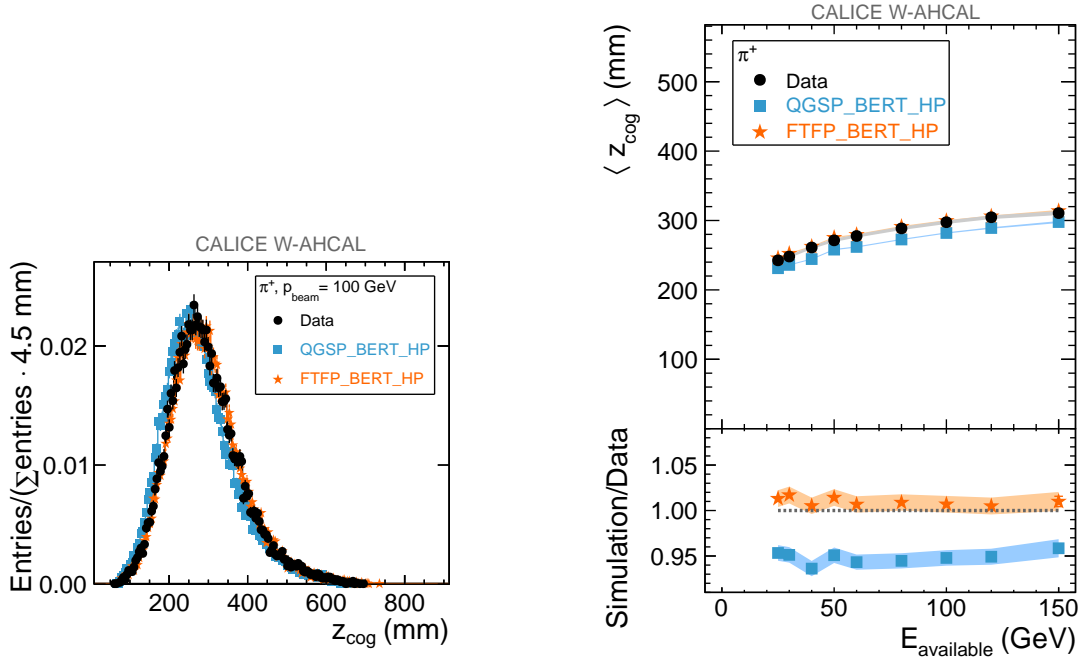 CALICE W-AHCAL
π+, pbeam = 100 GeV
Data
QGSP_BERT_HP
FTFP_BERT_HP
Entries/(∑entries · 4.5 mm)
0.02
0.01
0.00
200 400 600 800
zcog (mm)
CALICE W-AHCAL
π+
Data
QGSP_BERT_HP
FTFP_BERT_HP
⟨ zcog ⟩ (mm)
500
400
300
200
100
Simulation/Data
1.05
1.00
0.95
0 50 100 150
Eavailable (GeV)